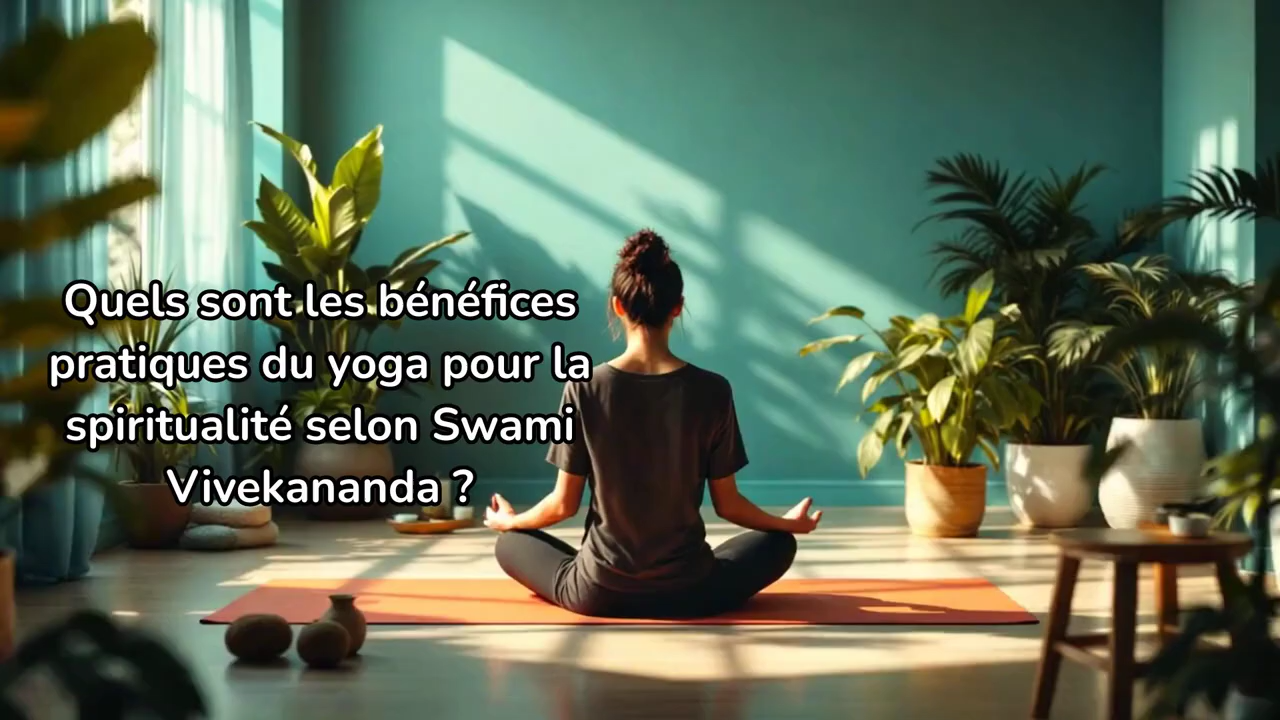 Quels sont les bénéfices
pratiques du yoga pour la
spiritualité selon Swami
Vivekananda ?